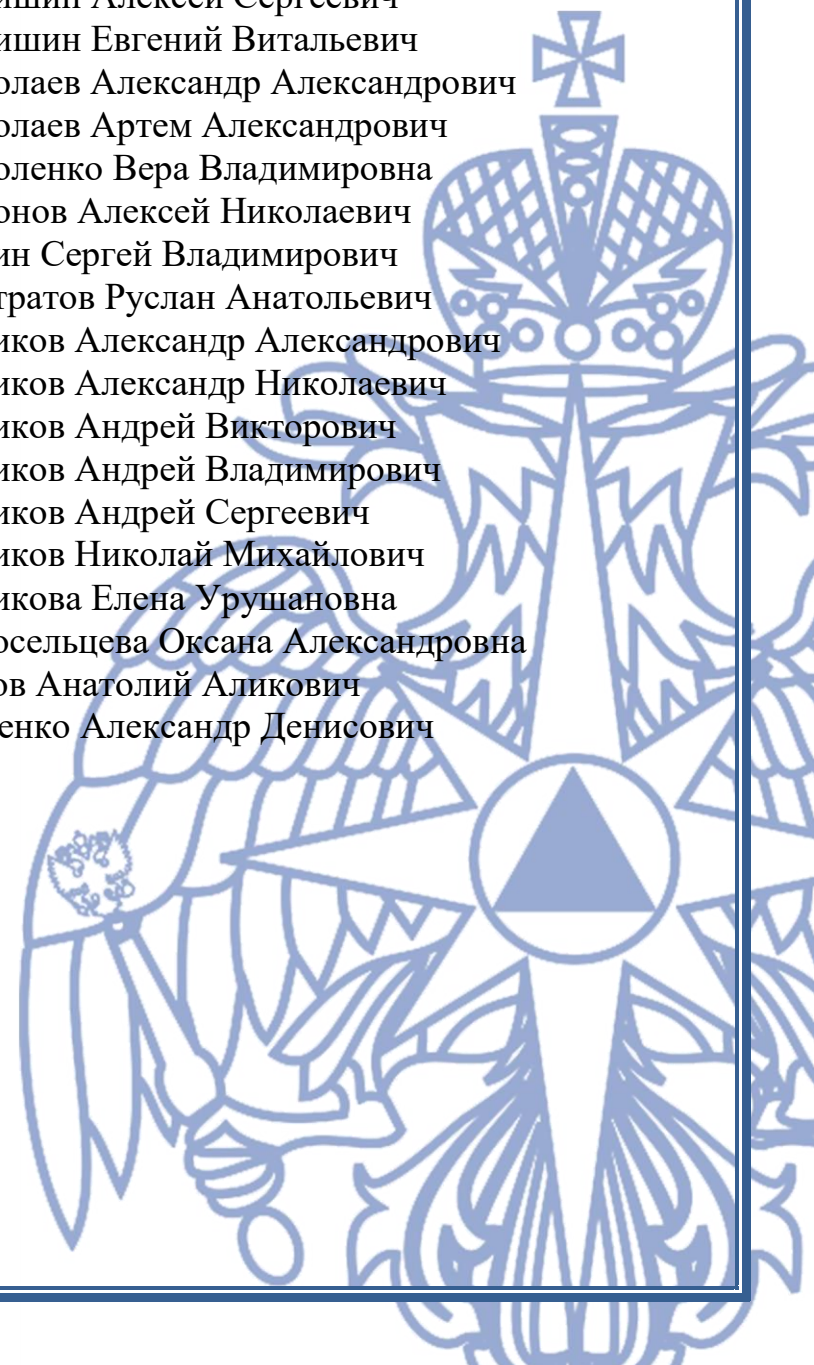 ишин Алексей Сергеевич
ишин Евгений Витальевич
олаев Александр Александрович
олаев Артем Александрович
оленко Вера Владимировна
онов Алексей Николаевич
ин Сергей Владимирович
тратов Руслан Анатольевич
иков Александр Александрович
иков Александр Николаевич
иков Андрей Викторович
иков Андрей Владимирович
иков Андрей Сергеевич
иков Николай Михайлович
икова Елена Урушановна
осельцева Оксана Александровна
ов Анатолий Аликович
енко Александр Денисович